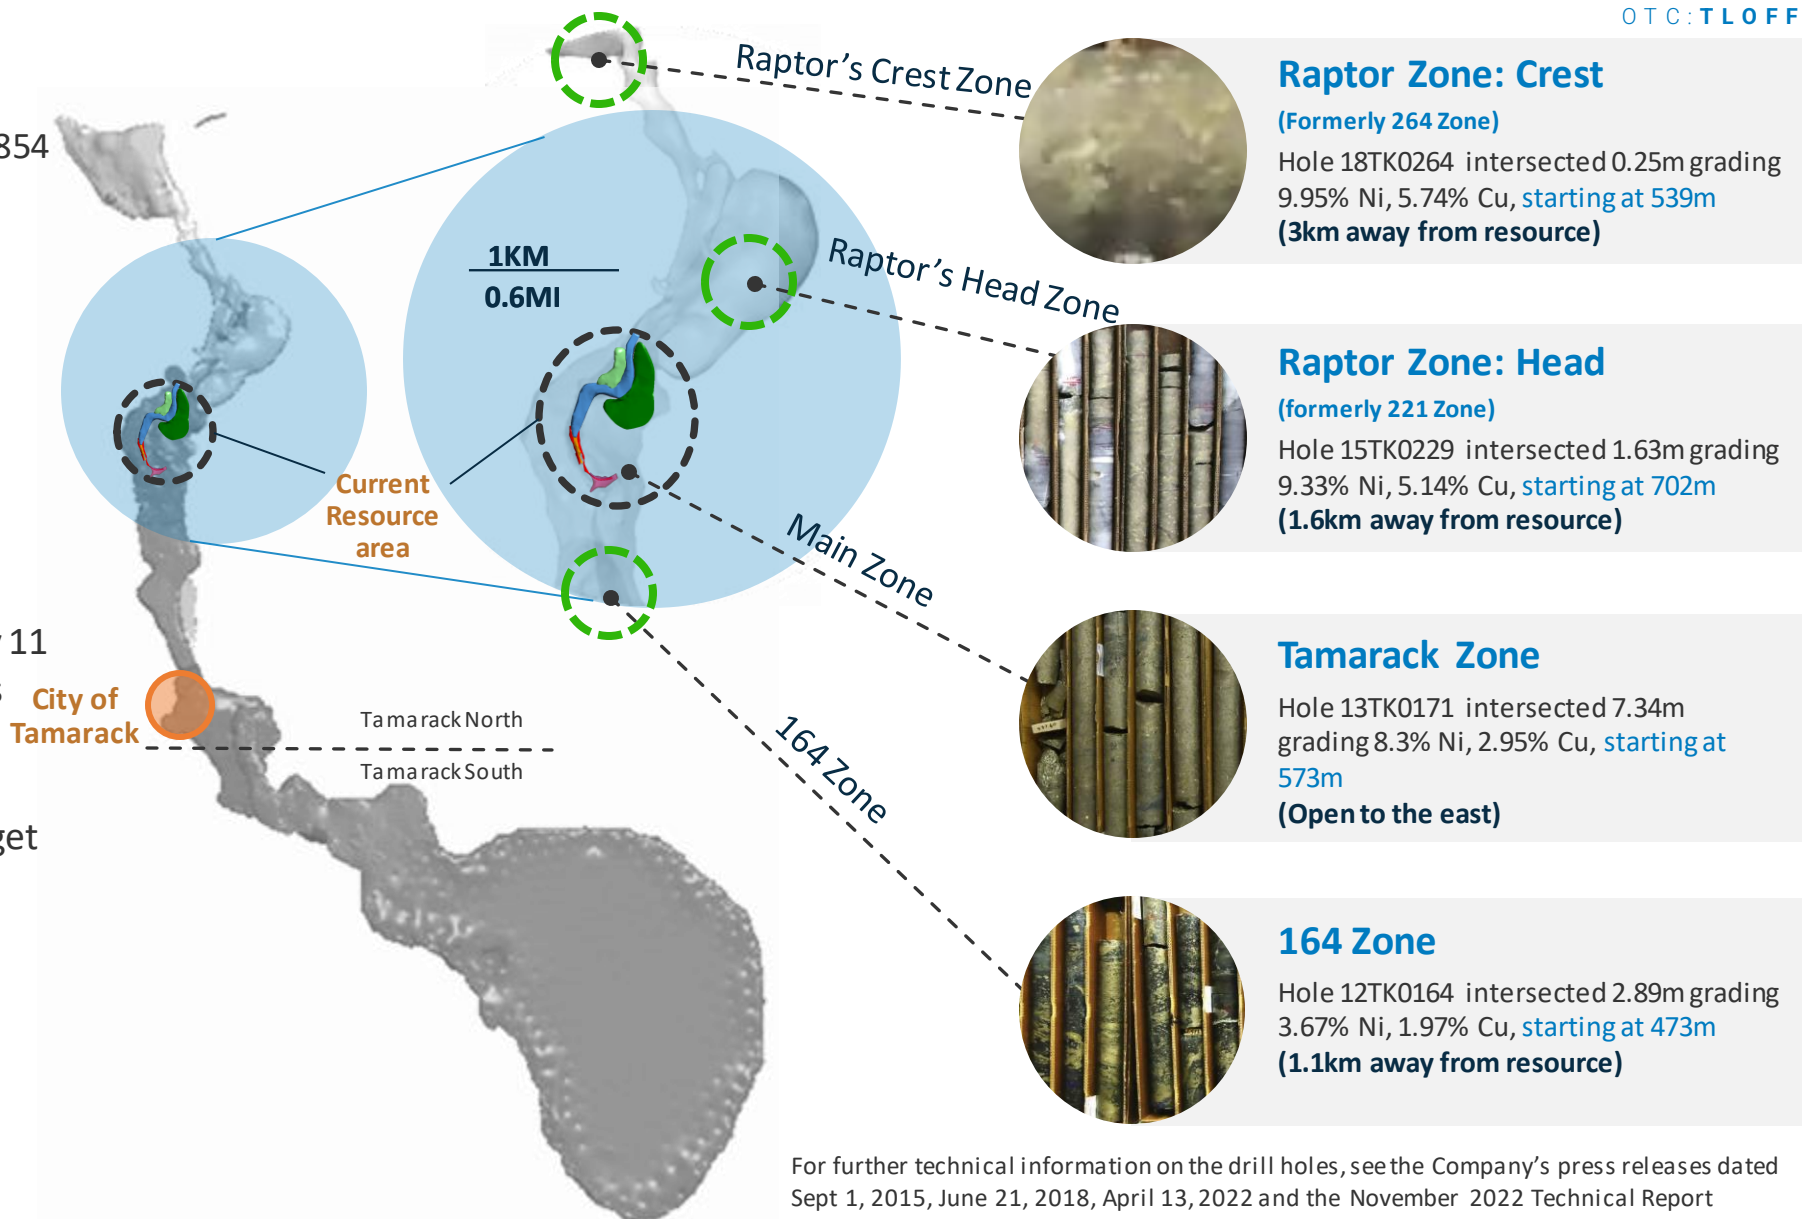 OTC:TLOFF
Raptor's Crest Zone
Raptor Zone: Crest
(Formerly 264 Zone)
Hole 18TK0264 intersected 0.25m grading
9.95% Ni, 5.74% Cu, starting at 539m
(3km away from resource)
854
1KM
0.6MI
Raptor's Head Zone
Raptor Zone: Head
(formerly 221 Zone)
Hole 15TK0229 intersected 1.63m grading
9.33% Ni, 5.14% Cu, starting at 702m
(1.6km away from resource)
Current
Resource
area
Main Zone
Tamarack Zone
Hole 13TK0171 intersected 7.34m
grading 8.3% Ni, 2.95% Cu, starting at
573m
(Open to the east)
11
City of
Tamarack
Tamarack North
Tamarack South
164 Zone
get
164 Zone
Hole 12TK0164 intersected 2.89m grading
3.67% Ni, 1.97% Cu, starting at 473m
(1.1km away from resource)
For further technical information on the drill holes, see the Company's press releases dated
Sept 1, 2015, June 21, 2018, April 13, 2022 and the November 2022 Technical Report